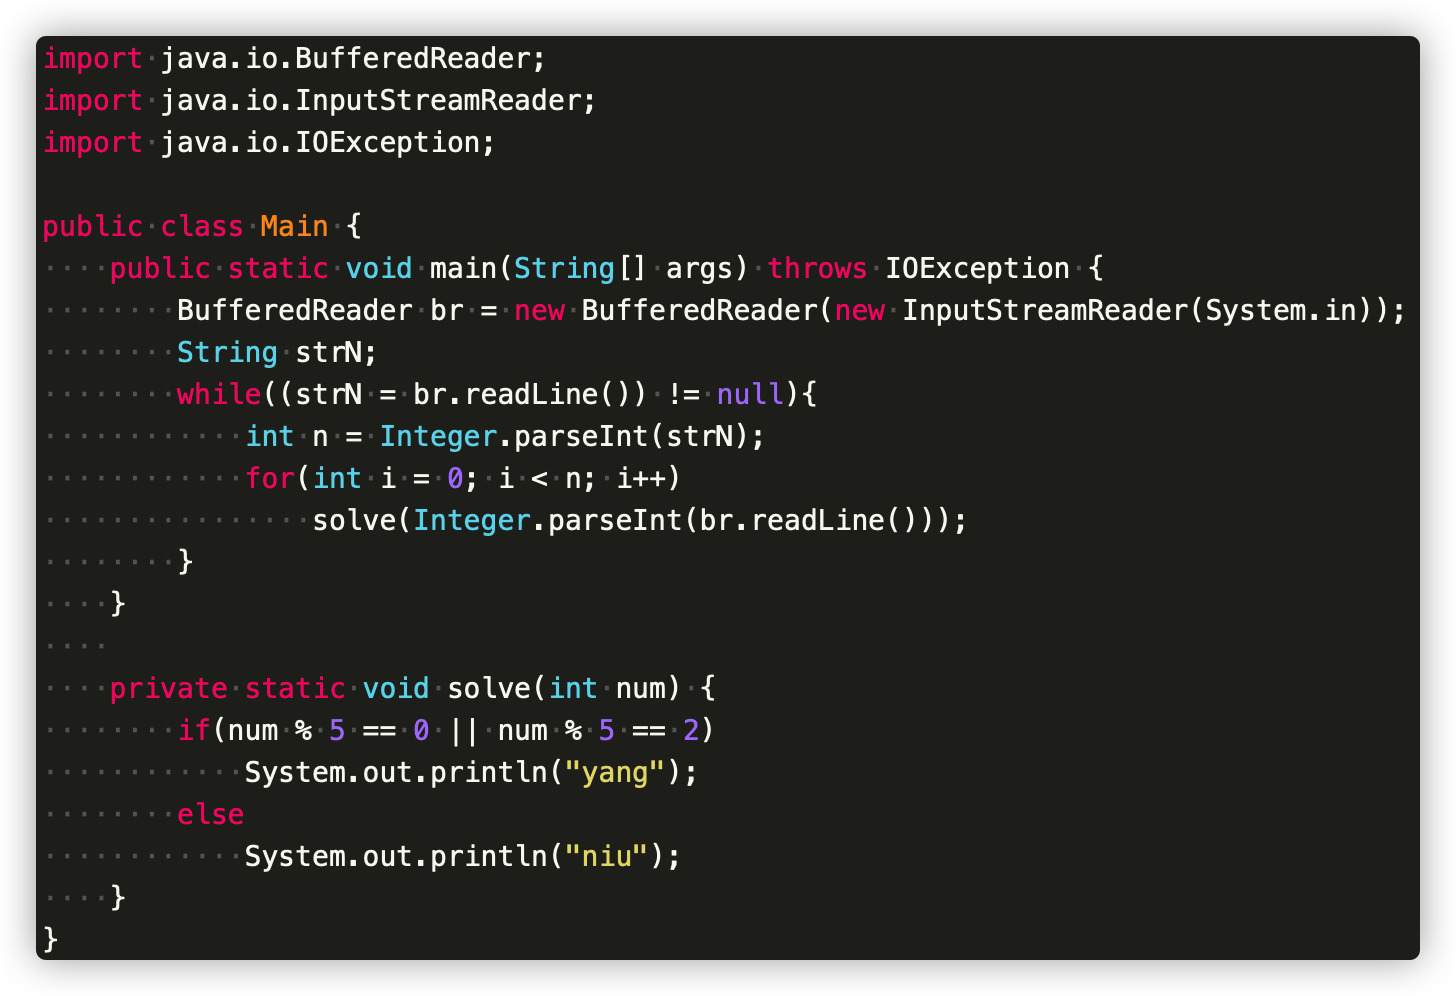 import java.io.BufferedReader;
import java.io.InputStreamReader;
import java.io.IOException;

public class Main {
    public static void main(String[] args) throws IOException {
        BufferedReader br = new BufferedReader(new InputStreamReader(System.in));
        String strN;
        while((strN = br.readLine()) != null){
            int n = Integer.parseInt(strN);
            for(int i = 0; i < n; i++)
                solve(Integer.parseInt(br.readLine()));
        }
    }
    
    private static void solve(int num) {
        if(num % 5 == 0 || num % 5 == 2)
            System.out.println("yang");
        else
            System.out.println("niu");
    }
}